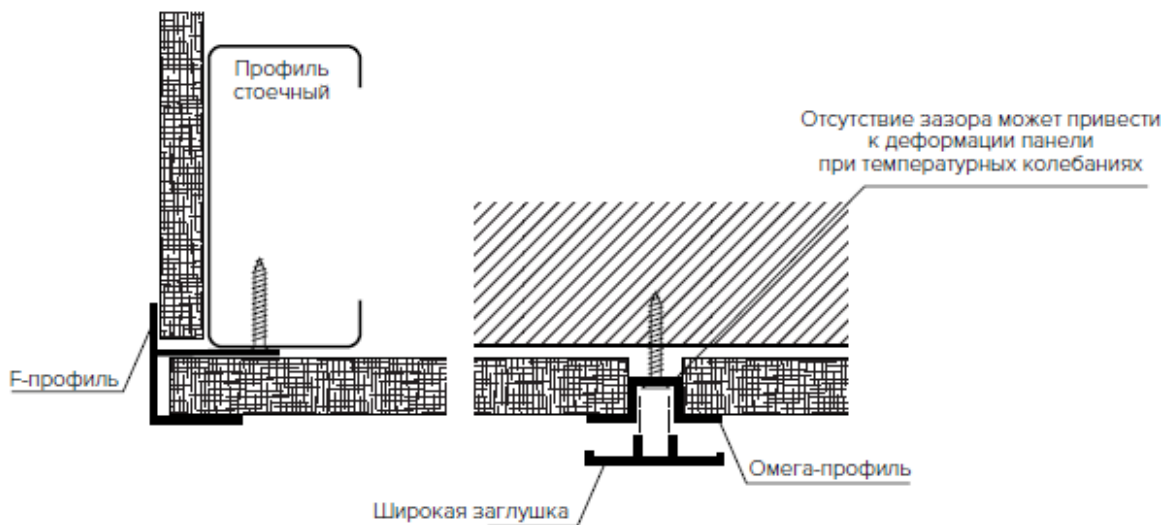 Профиль
стоечный
Отсутствие зазора может привести
к деформации панели
при температурных колебаниях
F-профиль
Омега-профиль
Широкая заглушка